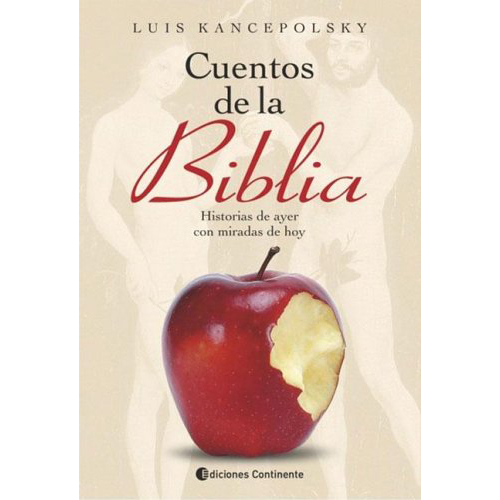 LUIS KANCEPOLSKY
Cuentos
de la
Biblia
Historias de ayer
con miradas de hoy
Ediciones Continente